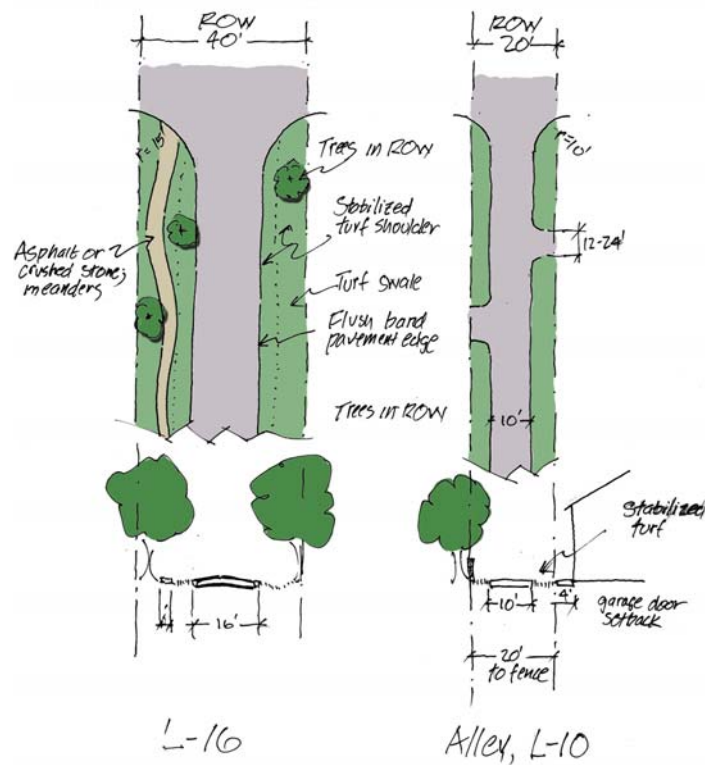 ROW
40'
ROW
20'
r=15'
Trees in ROW
r=10'
Stabilized
turf shoulder
12-24'
Asphalt or
crushed stone;
meanders
Turf swale
Flush band
pavement edge
Trees in ROW
10'
Stabilized
turf
16'
10'
4'
garage door
setback
20'
to fence
L-16
Alley, L-10